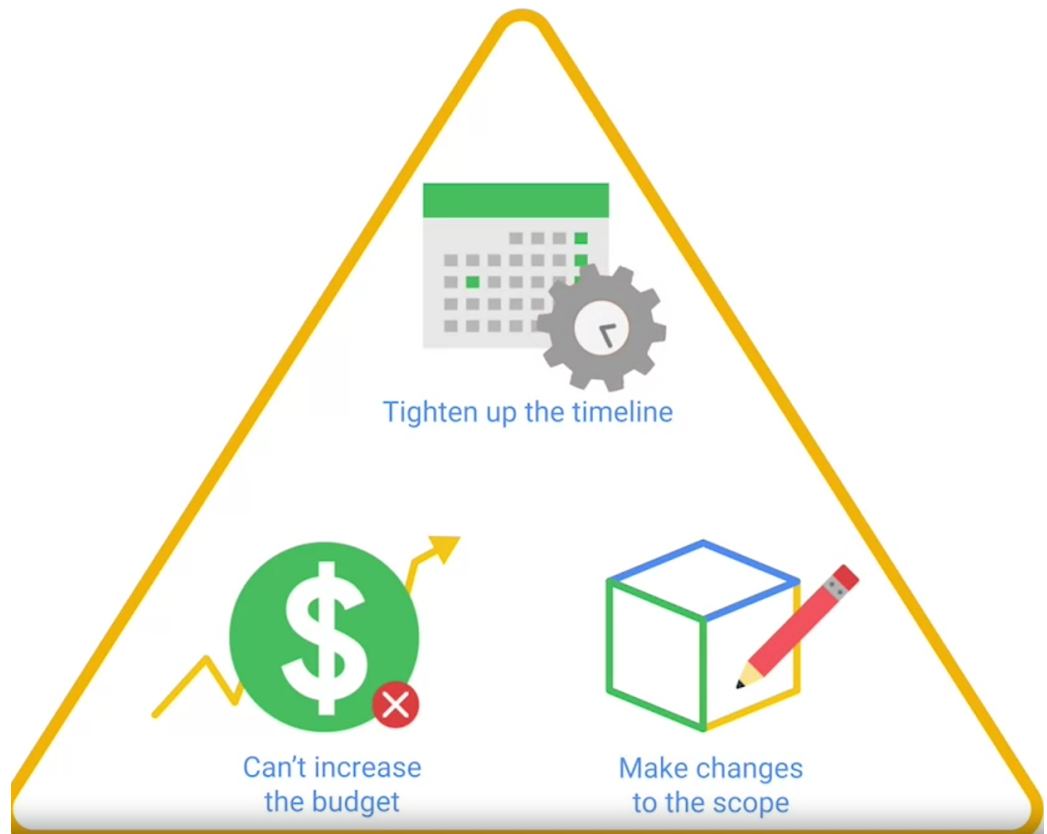 Tighten up the timeline
Can't increase
the budget
Make changes
to the scope